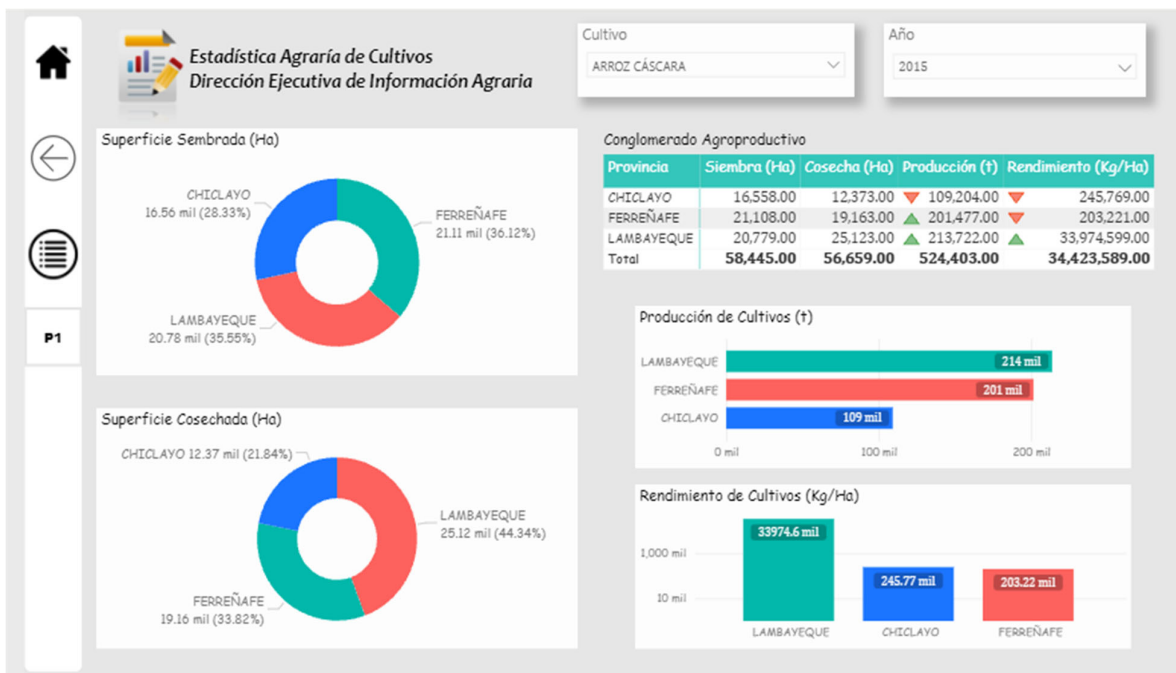 Estadística Agraría de Cultivos
Dirección Ejecutiva de Información Agraria
Cultivo
ARROZ CÁSCARA
Año
2015
P1
Superficie Sembrada (Ha)
CHICLAYO
16.56 mil (28.33%)
FERREÑAFE
21.11 mil (36.12%)
LAMBAYEQUE
20.78 mil (35.55%)
Superficie Cosechada (Ha)
CHICLAYO 12.37 mil (21.84%)
LAMBAYEQUE
25.12 mil (44.34%)
FERREÑAFE
19.16 mil (33.82%)
Conglomerado Agroproductivo
Provincia Siembra (Ha) Cosecha (Ha) Producción (t) Rendimiento (Kg/Ha)
CHICLAYO 16,558.00 12,373.00 109,204.00 245,769.00
FERREÑAFE 21,108.00 19,163.00 201,477.00 203,221.00
LAMBAYEQUE 20,779.00 25,123.00 213,722.00 33,974,599.00
Total 58,445.00 56,659.00 524,403.00 34,423,589.00
Producción de Cultivos (t)
LAMBAYEQUE 214 mil
FERREÑAFE 201 mil
CHICLAYO 109 mil
0 mil 100 mil 200 mil
Rendimiento de Cultivos (Kg/Ha)
33974.6 mil
1,000 mil
245.77 mil 203.22 mil
10 mil
LAMBAYEQUE CHICLAYO FERREÑAFE